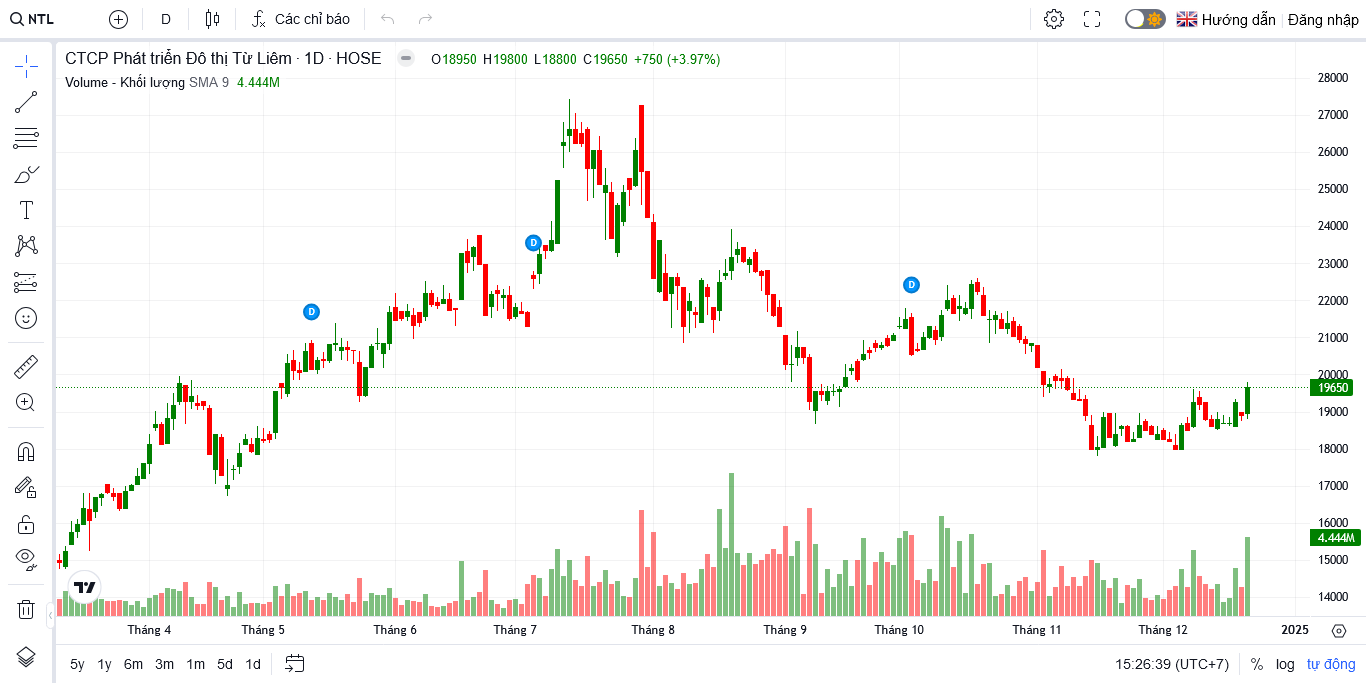 NTL D Các chỉ báo Hướng dẫn Đăng nhập
CTCP Phát triển Đô thị Từ Liêm · 1D · HOSE O18950 H19800 L18800 C19650 +750 (+3.97%)
Volume - Khối lượng SMA 9 4.444M
28000
27000
26000
25000
24000
23000
22000
21000
20000
19650
19000
18000
17000
16000
4.444M
15000
14000
D
D
D
Tháng 4 Tháng 5 Tháng 6 Tháng 7 Tháng 8 Tháng 9 Tháng 10 Tháng 11 Tháng 12 2025
5y 1y 6m 3m 1m 5d 1d 15:26:39 (UTC+7) % log tự động